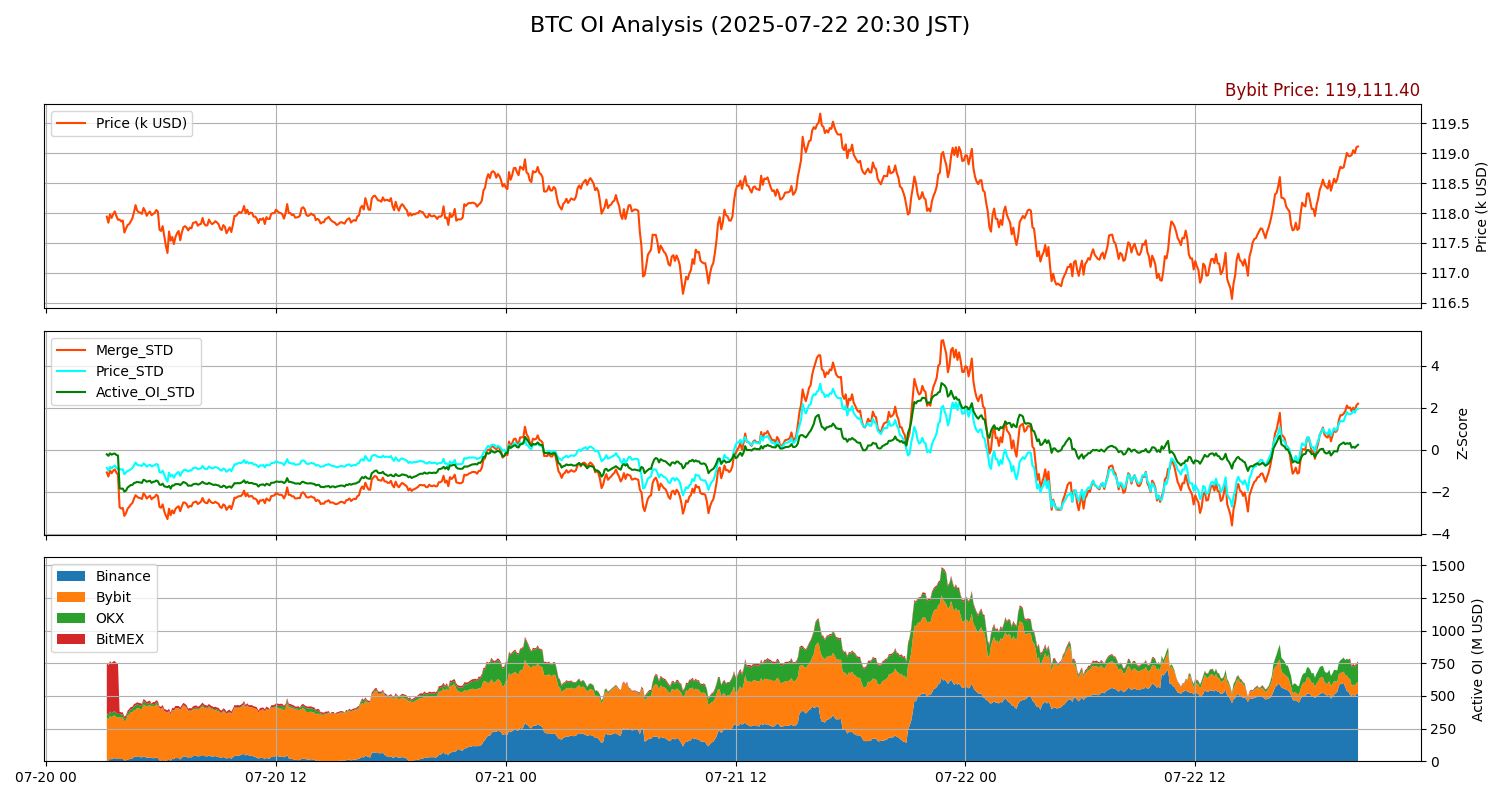 BTC OI Analysis (2025-07-22 20:30 JST)
Bybit Price: 119,111.40
Price (k USD)
119.5
119.0
118.5
118.0
117.5
117.0
116.5
Price (k USD)
Merge_STD
Price_STD
Active_OI_STD
4
2
0
−2
−4
Z-Score
Binance
Bybit
OKX
BitMEX
1500
1250
1000
750
500
250
0
Active OI (M USD)
07-20 00
07-20 12
07-21 00
07-21 12
07-22 00
07-22 12